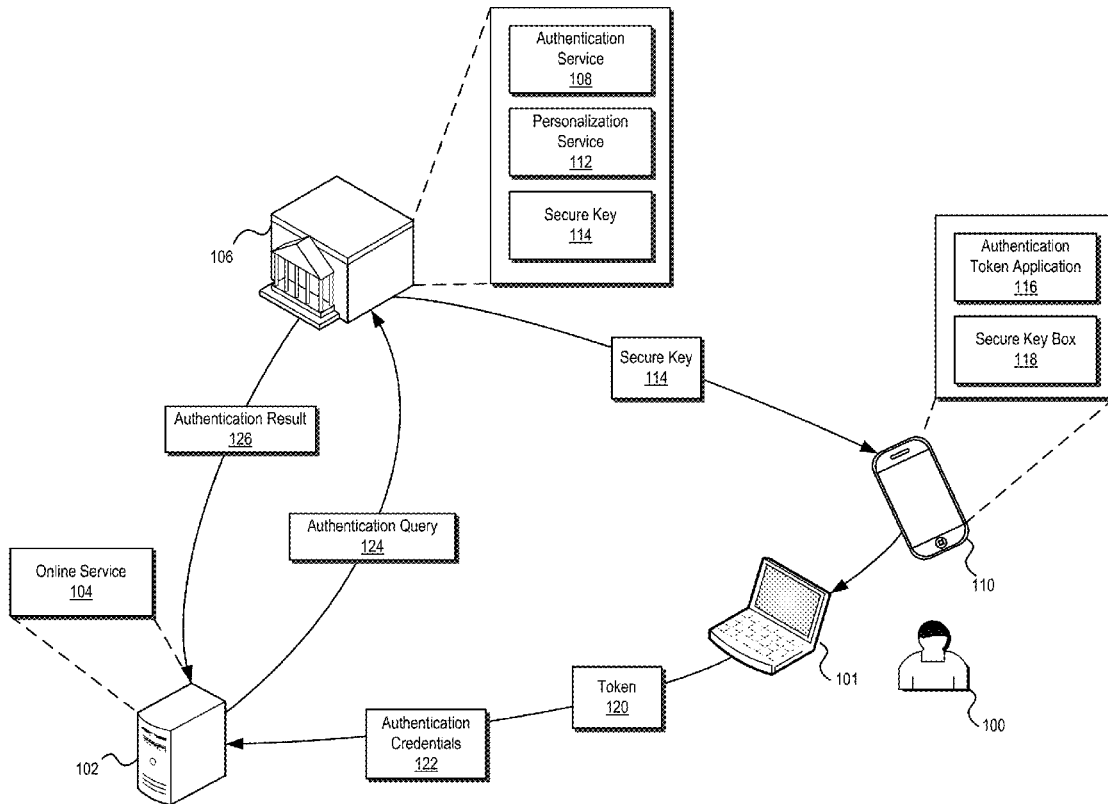 Authentication
Service
108
Personalization
Service
112
Secure Key
114
106
Authentication
Token Application
116
Secure Key Box
118
Secure Key
114
Authentication Result
126
Authentication Query
124
Online Service
104
110
101
100
Token
120
Authentication
Credentials
122
102